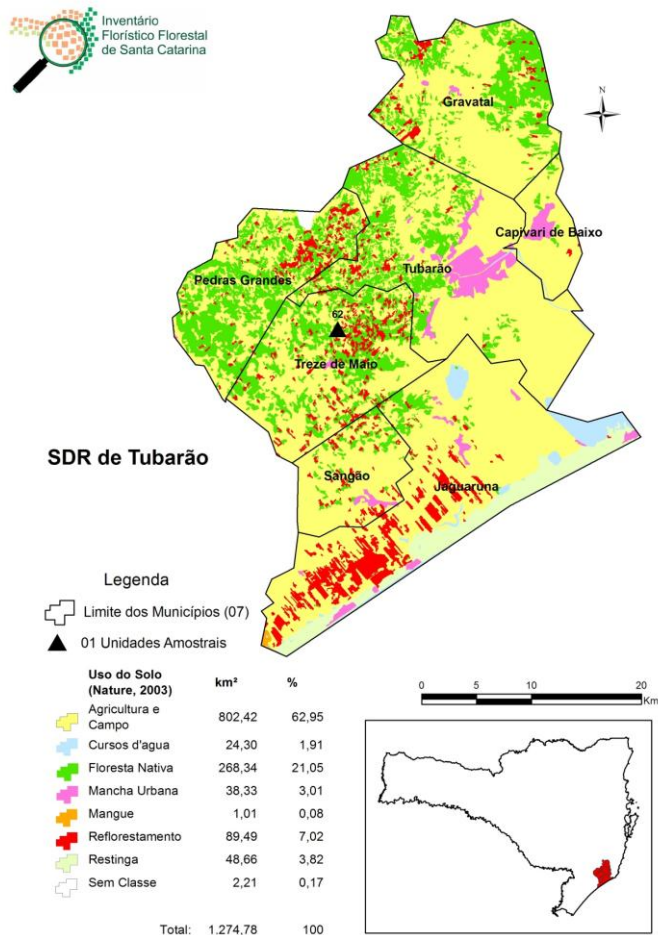 Inventário
Florístico Florestal
de Santa Catarina
N
Gravatal
Capivari de Baixo
Tubarão
Pedras Grandes
62
Treze de Maio
SDR de Tubarão
Sangão
Jaguaruna
Legenda
Limite dos Municípios (07)
01 Unidades Amostrais
Uso do Solo
(Nature, 2003) km² %
Agricultura e
Campo 802,42 62,95
Cursos d'agua 24,30 1,91
Floresta Nativa 268,34 21,05
Mancha Urbana 38,33 3,01
Mangue 1,01 0,08
Reflorestamento 89,49 7,02
Restinga 48,66 3,82
Sem Classe 2,21 0,17
Total: 1.274,78 100
0 5 10 20
Km